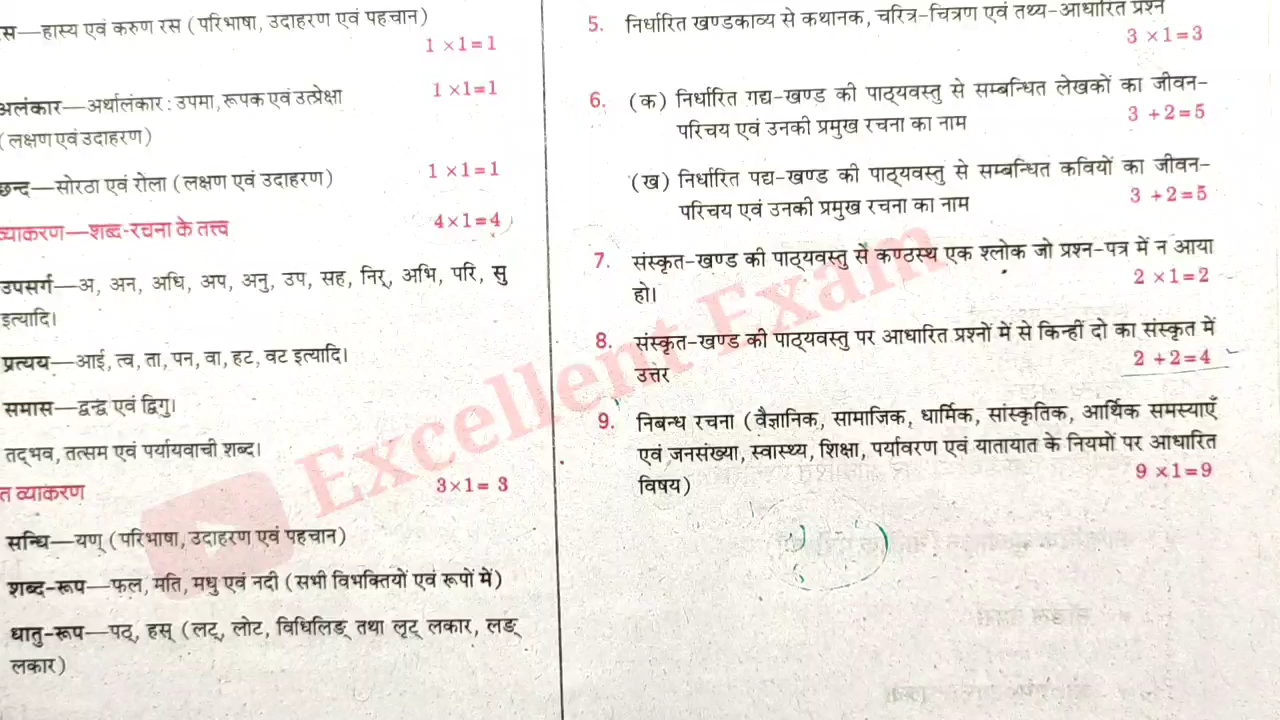 स—हास्य एवं करुण रस (परिभाषा, उदाहरण एवं पहचान)
1 ×1=1
अलंकार—अर्थालंकार : उपमा, रूपक एवं उत्प्रेक्षा
1 ×1=1
(लक्षण एवं उदाहरण)
छन्द—सोरठा एवं रोला (लक्षण एवं उदाहरण)
1 ×1=1
व्याकरण—शब्द-रचना के तत्त्व
4×1=4
उपसर्ग—अ, अन, अधि, अप, अनु, उप, सह, निर्, अभि, परि, सु
इत्यादि।
प्रत्यय—आई, त्व, ता, पन, वा, हट, वट इत्यादि।
समास—द्वन्द्व एवं द्विगु।
तद्भव, तत्सम एवं पर्यायवाची शब्द।
त व्याकरण
3×1= 3
सन्धि—यण् (परिभाषा, उदाहरण एवं पहचान)
शब्द-रूप—फल, मति, मधु एवं नदी (सभी विभक्तियों एवं रूपों में)
धातु-रूप—पठ्, हस् (लट्, लोट, विधिलिङ् तथा लृट् लकार, लङ्
लकार)
5. निर्धारित खण्डकाव्य से कथानक, चरित्र-चित्रण एवं तथ्य-आधारित प्रश्न
3 ×1=3
6. (क) निर्धारित गद्य-खण्ड की पाठ्यवस्तु से सम्बन्धित लेखकों का जीवन-
परिचय एवं उनकी प्रमुख रचना का नाम
3 +2=5
(ख) निर्धारित पद्य-खण्ड की पाठ्यवस्तु से सम्बन्धित कवियों का जीवन-
परिचय एवं उनकी प्रमुख रचना का नाम
3 +2=5
7. संस्कृत-खण्ड की पाठ्यवस्तु से कण्ठस्थ एक श्लोक जो प्रश्न-पत्र में न आया
हो।
2 ×1=2
8. संस्कृत-खण्ड की पाठ्यवस्तु पर आधारित प्रश्नों में से किन्हीं दो का संस्कृत में
उत्तर
2 +2=4
9. निबन्ध रचना (वैज्ञानिक, सामाजिक, धार्मिक, सांस्कृतिक, आर्थिक समस्याएँ
एवं जनसंख्या, स्वास्थ्य, शिक्षा, पर्यावरण एवं यातायात के नियमों पर आधारित
विषय)
9 ×1=9
Excellent Exam